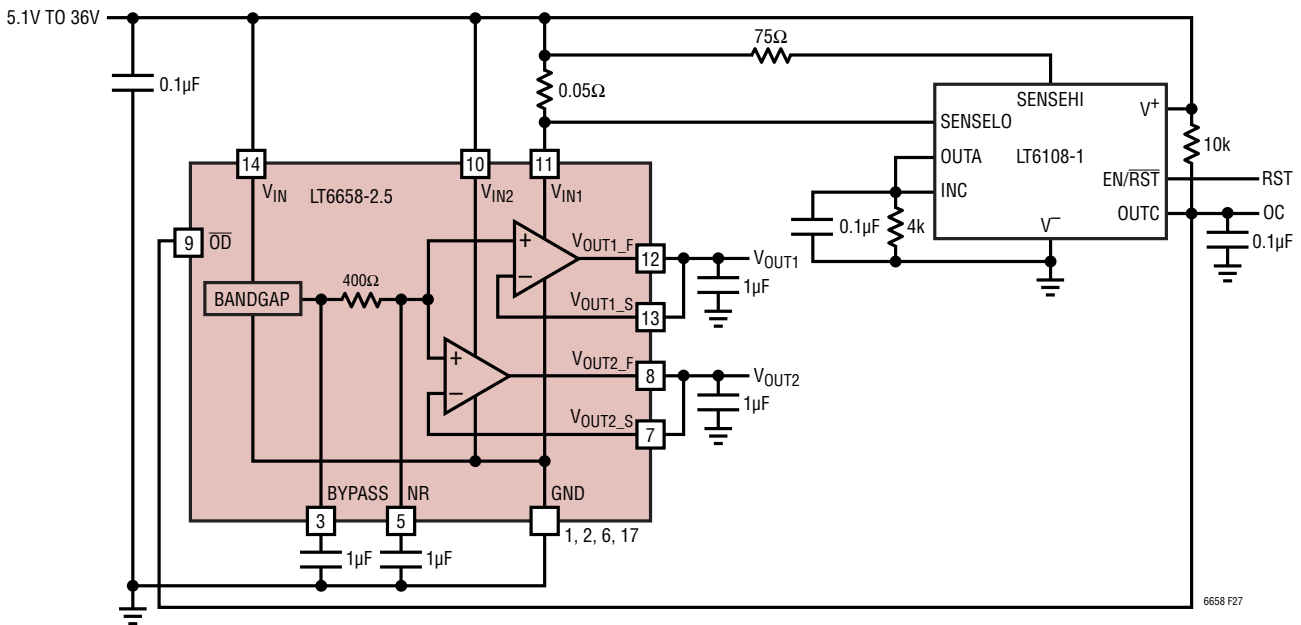 5.1V TO 36V
0.1µF
75Ω
0.05Ω
SENSEHI
SENSELO
V+
LT6108-1
OUTA
INC
EN/RST
OUTC
V–
10k
RST
OC
0.1µF
0.1µF
4k
14
10
11
VIN
LT6658-2.5
VIN2
VIN1
9
OD
BANDGAP
400Ω
+
–
VOUT1_F
12
VOUT1
1µF
VOUT1_S
13
+
–
VOUT2_F
8
VOUT2
1µF
VOUT2_S
7
BYPASS
NR
GND
3
5
1, 2, 6, 17
1µF
1µF
6658 F27